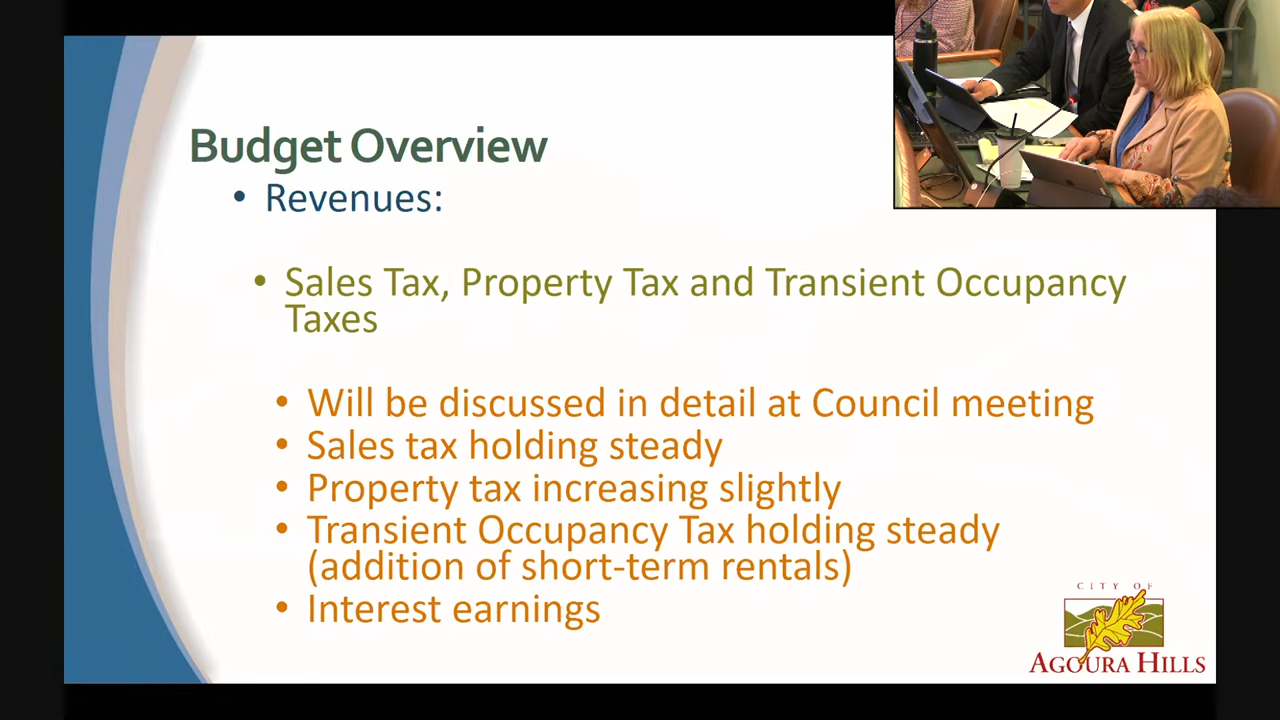 Budget Overview
• Revenues:
• Sales Tax, Property Tax and Transient Occupancy
Taxes
• Will be discussed in detail at Council meeting
• Sales tax holding steady
• Property tax increasing slightly
• Transient Occupancy Tax holding steady
(addition of short-term rentals)
• Interest earnings
CITY OF
AGOURA HILLS